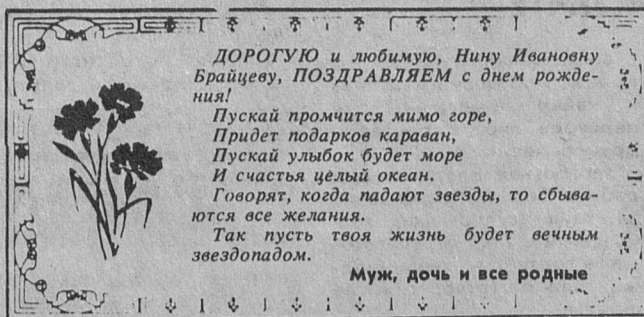 ДОРОГУЮ и любимую, Нину Ивановну
Брайцеву, ПОЗДРАВЛЯЕМ с днем рожде-
ния!
Пускай промчится мимо горе,
Придет подарков караван,
Пускай улыбок будет море
И счастья целый океан.
Говорят, когда падают звезды, то сбыва-
ются все желания.
Так пусть твоя жизнь будет вечным
звездопадом.
Муж, дочь и все родные